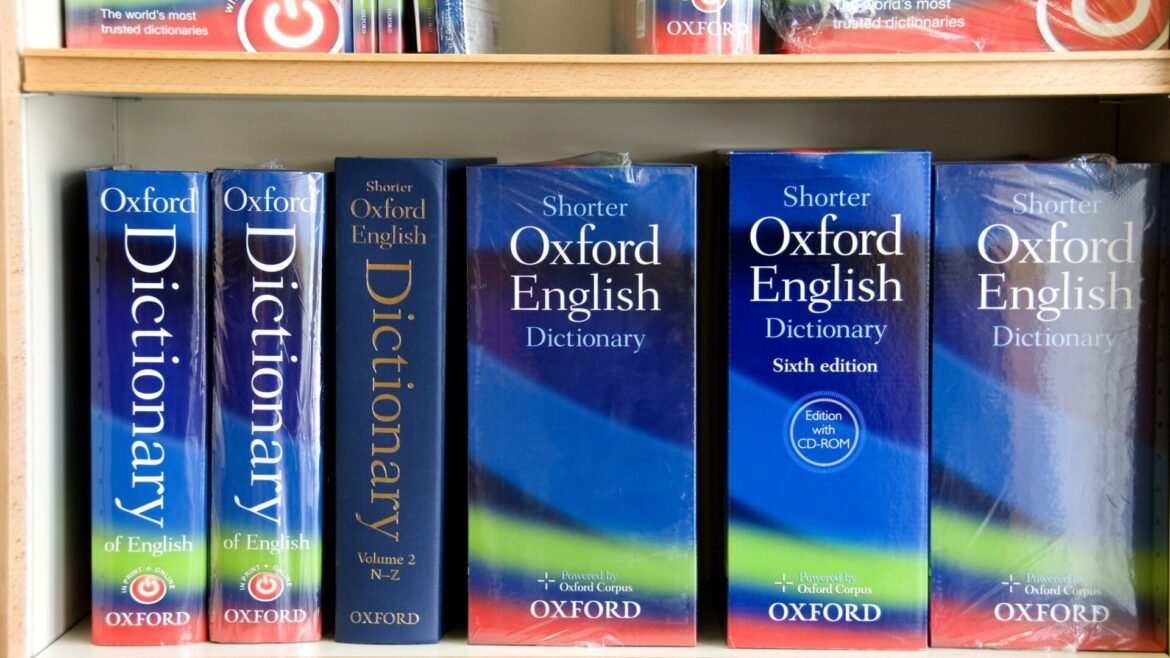 The world's most
trusted dictionaries
OXFORD
The world's most
trusted dictionaries
Oxford
Dictionary
of English
IN PRINT + ONLINE
OXFORD
Oxford
Dictionary
of English
IN PRINT + ONLINE
OXFORD
Shorter
Oxford
English
Dictionary
Volume 2
N–Z
OXFORD
Shorter
Oxford
English
Dictionary
Powered by
Oxford Corpus
OXFORD
Shorter
Oxford
English
Dictionary
Sixth edition
Edition
with
CD-ROM
Powered by
Oxford Corpus
OXFORD
Shorter
Oxford
English
Dictionary
Powered by
Oxford Corpus
OXFORD